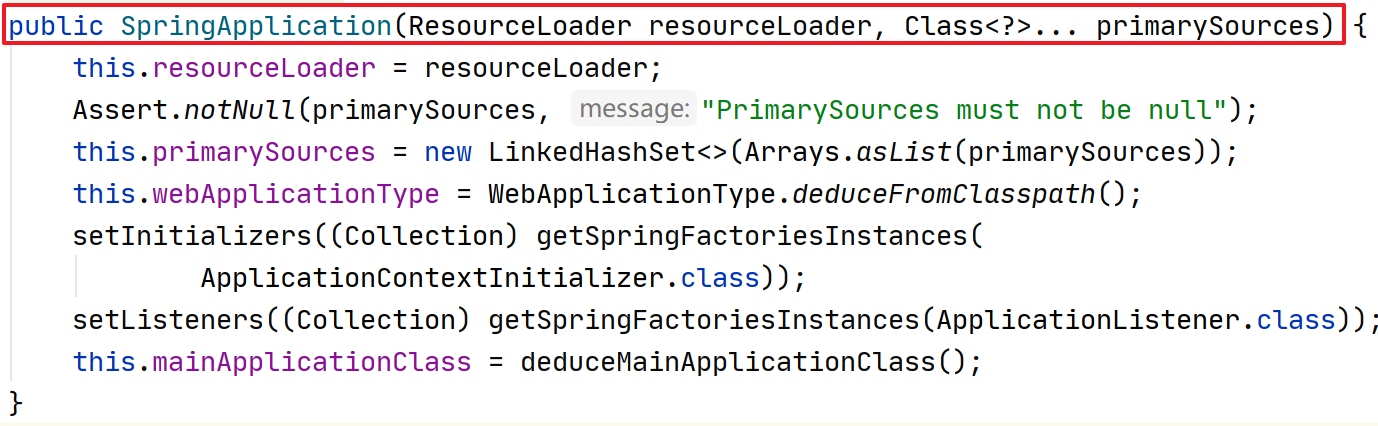 public SpringApplication(ResourceLoader resourceLoader, Class<?>... primarySources) {
    this.resourceLoader = resourceLoader;
    Assert.notNull(primarySources, message: "PrimarySources must not be null");
    this.primarySources = new LinkedHashSet<>(Arrays.asList(primarySources));
    this.webApplicationType = WebApplicationType.deduceFromClasspath();
    setInitializers((Collection) getSpringFactoriesInstances(
            ApplicationContextInitializer.class));
    setListeners((Collection) getSpringFactoriesInstances(ApplicationListener.class));
    this.mainApplicationClass = deduceMainApplicationClass();
}